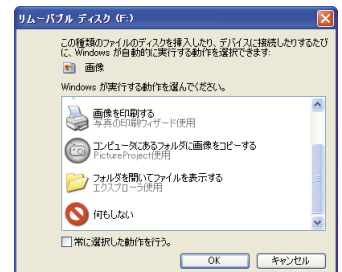 リムーバブル ディスク (F:)
この種類のファイルのディスクを挿入したり、デバイスに接続したりするたび
に、Windows が自動的に実行する動作を選択できます:
画像
Windows が実行する動作を選んでください。
画像を印刷する
写真の印刷ウィザード使用
コンピュータにあるフォルダに画像をコピーする
PictureProject使用
フォルダを開いてファイルを表示する
エクスプローラ使用
何もしない
常に選択した動作を行う。
OK キャンセル